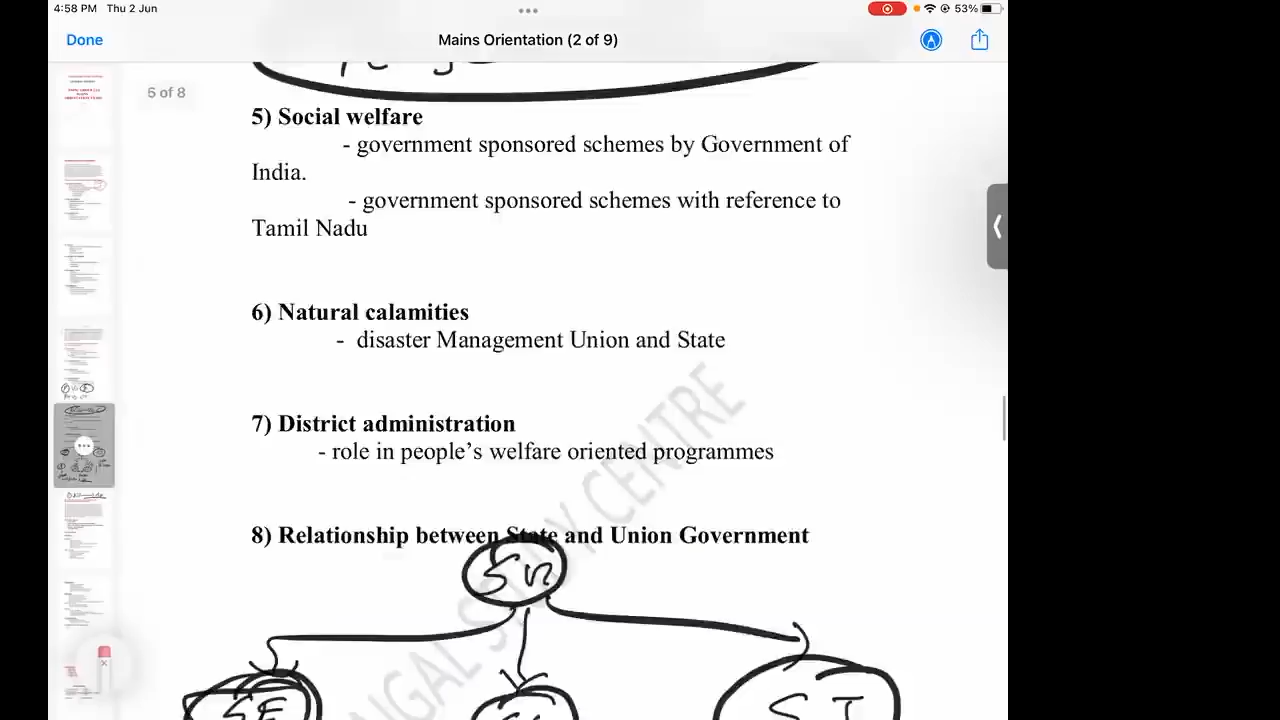 4:58 PM Thu 2 Jun
53%
Done
Mains Orientation (2 of 9)
5 of 8
5) Social welfare
- government sponsored schemes by Government of
India.
- government sponsored schemes with reference to
Tamil Nadu
6) Natural calamities
- disaster Management Union and State
7) District administration
- role in people's welfare oriented programmes
8) Relationship between State and Union Government
CENTRE